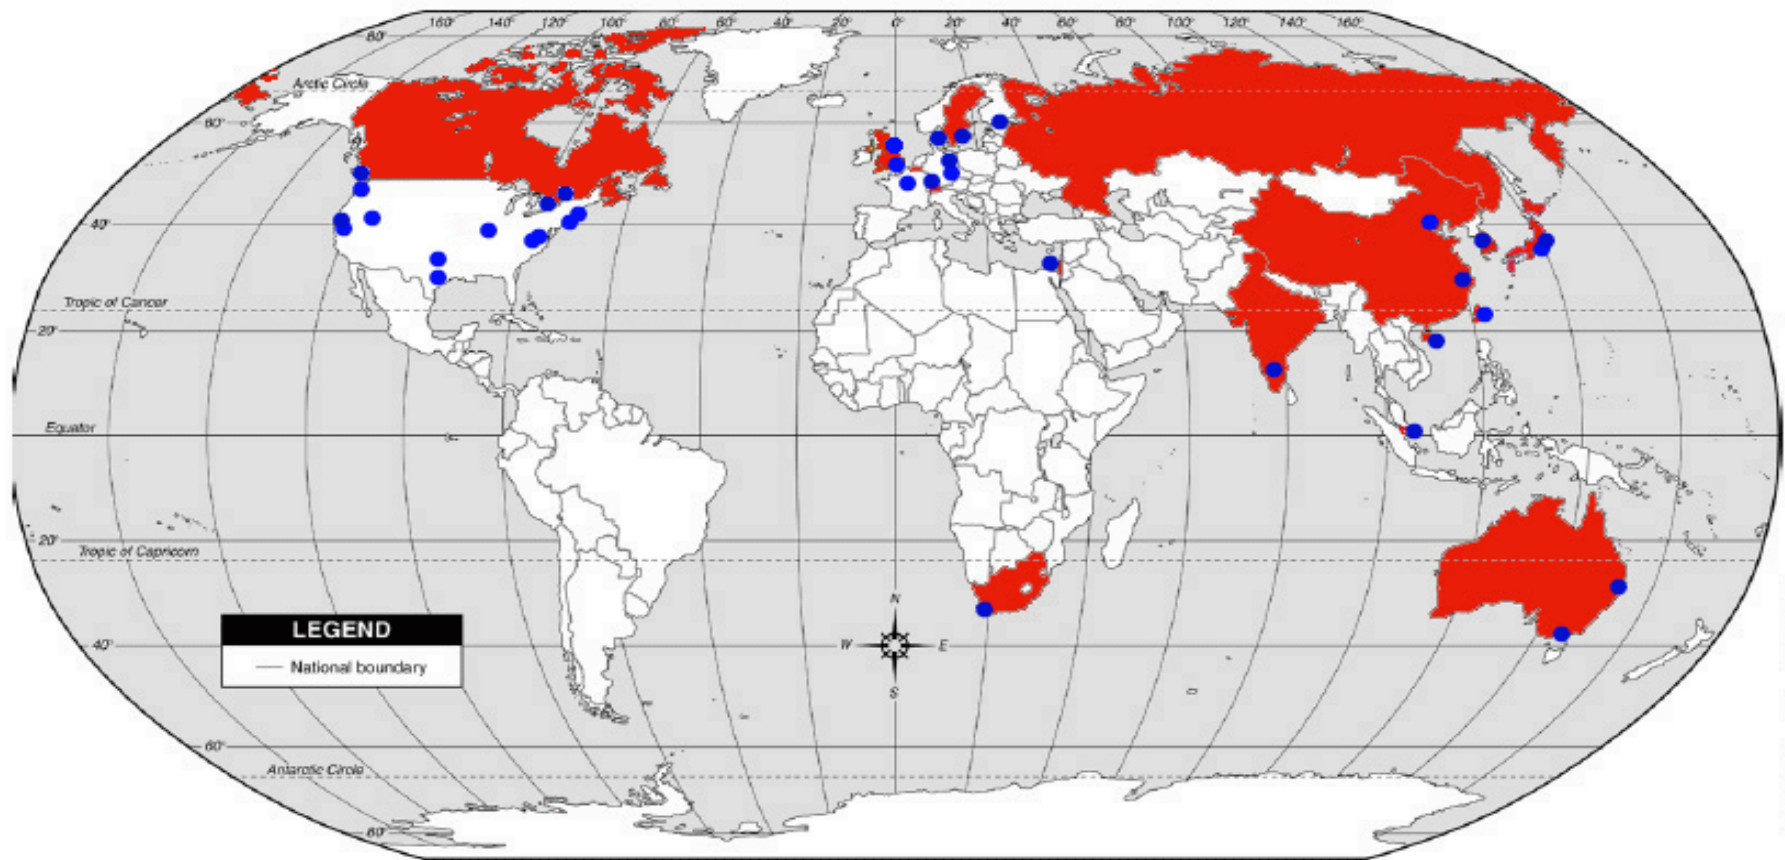 160° 140° 120° 100° 80° 60° 40° 20° 0° 20° 40° 60° 80° 100° 120° 140° 160°
80°
Arctic Circle
60°
40°
Tropic of Cancer
20°
Equator
20°
Tropic of Capricorn
N
LEGEND
W E
National boundary
40°
S
60°
Antarctic Circle
80°